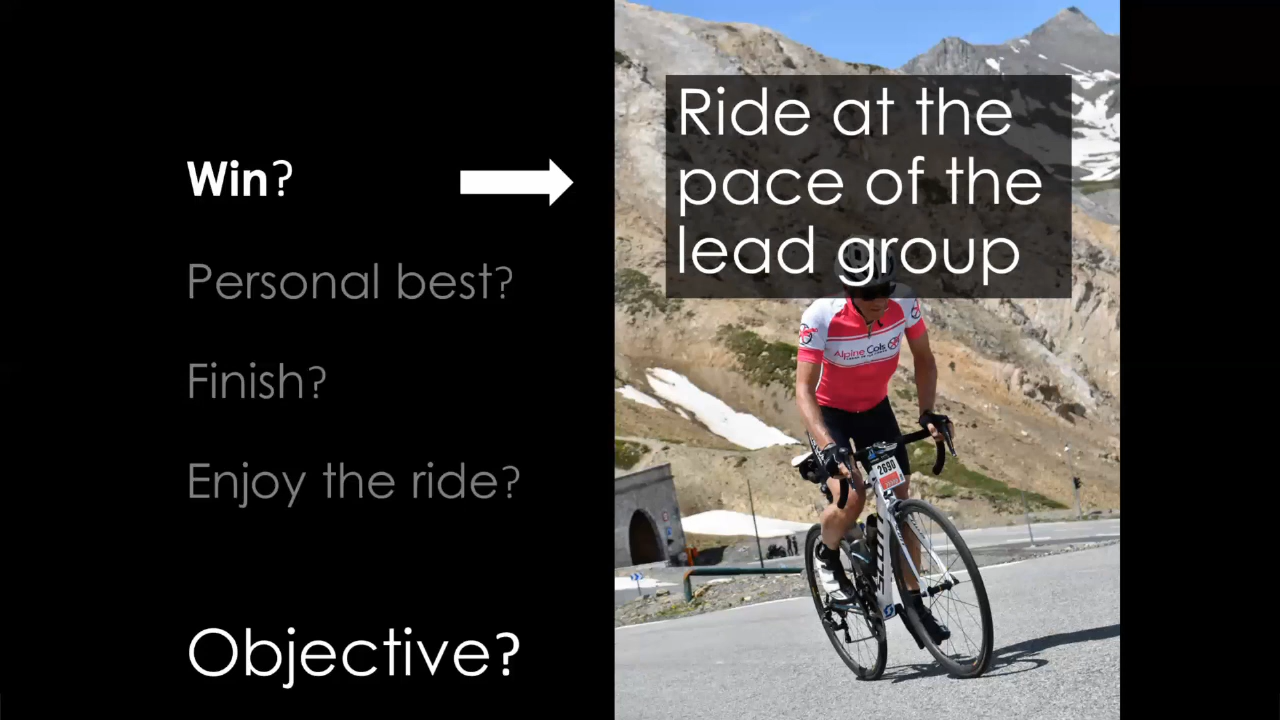 Win?
Personal best?
Finish?
Enjoy the ride?
Objective?
Ride at the
pace of the
lead group
Alpine Cols
2690